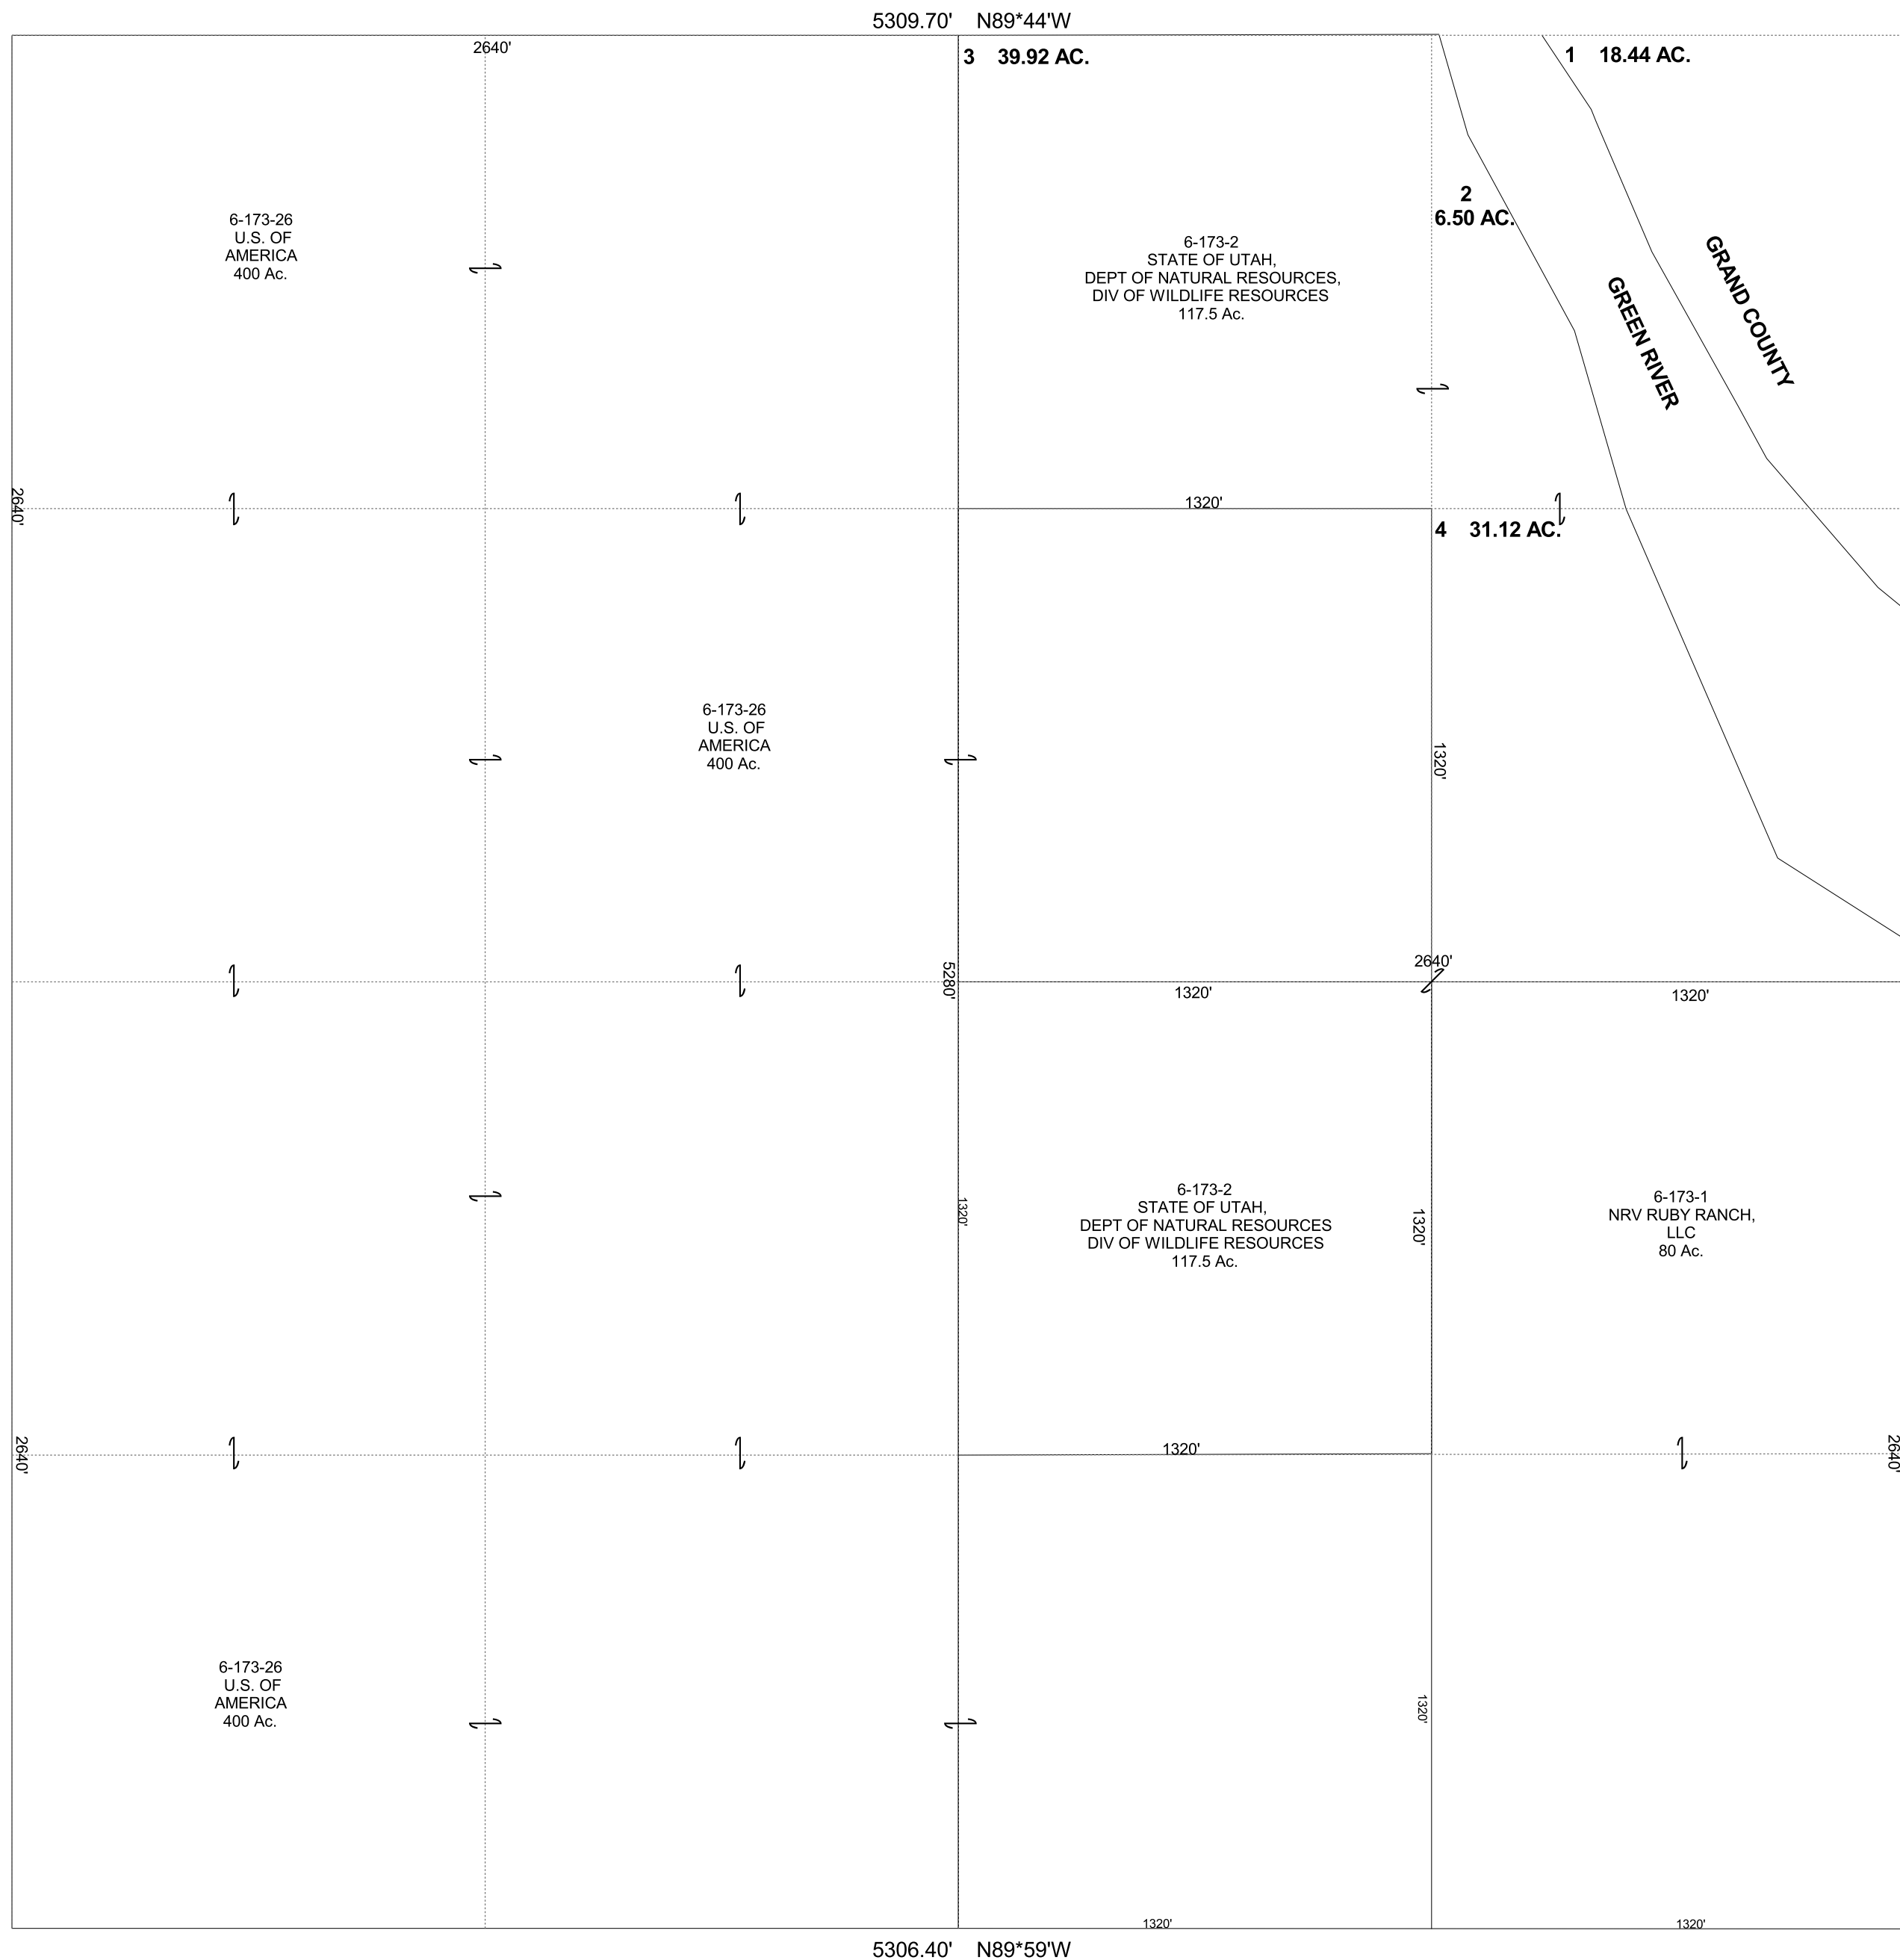 5309.70' N89*44'W
2640'
3 39.92 AC.
1 18.44 AC.
2
6.50 AC.
6-173-26
U.S. OF
AMERICA
400 Ac.
6-173-2
STATE OF UTAH,
DEPT OF NATURAL RESOURCES,
DIV OF WILDLIFE RESOURCES
117.5 Ac.
GREEN RIVER
GRAND COUNTY
2640'
1320'
4 31.12 AC.
6-173-26
U.S. OF
AMERICA
400 Ac.
1320'
5280'
2640'
1320'
1320'
1320'
6-173-2
STATE OF UTAH,
DEPT OF NATURAL RESOURCES
DIV OF WILDLIFE RESOURCES
117.5 Ac.
1320'
6-173-1
NRV RUBY RANCH,
LLC
80 Ac.
2640'
1320'
2640'
6-173-26
U.S. OF
AMERICA
400 Ac.
1320'
1320'
1320'
5306.40' N89*59'W